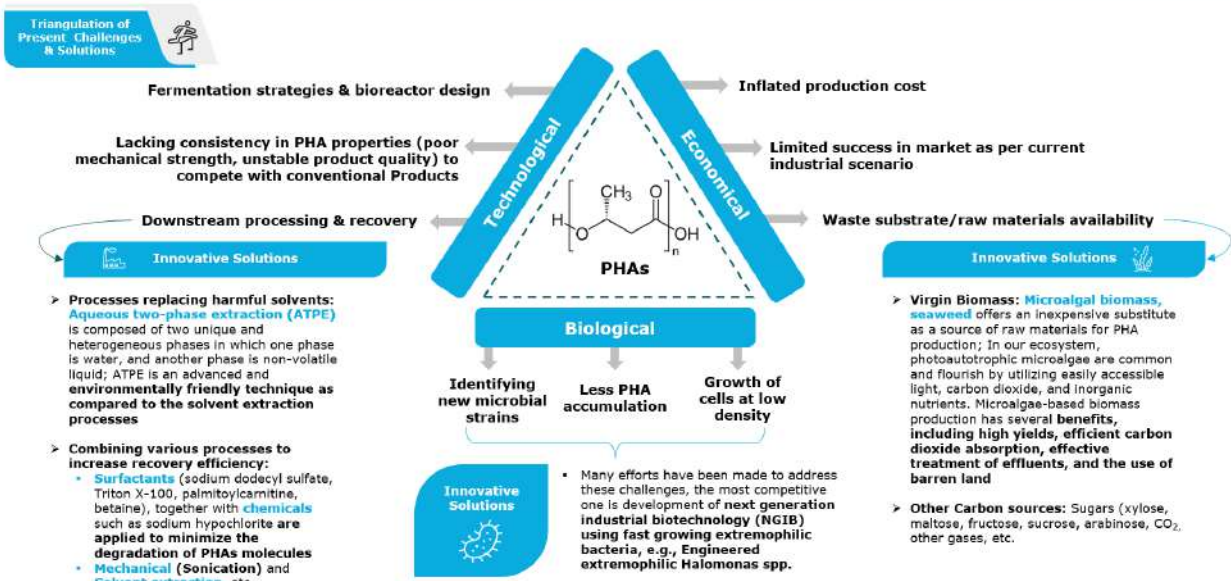 Triangulation of
Present Challenges
& Solutions
Fermentation strategies & bioreactor design
Lacking consistency in PHA properties (poor
mechanical strength, unstable product quality) to
compete with conventional Products
Downstream processing & recovery
Technological
Economical
Inflated production cost
Limited success in market as per current
industrial scenario
Waste substrate/raw materials availability
CH3
O
H
O
OH
n
PHAs
Biological
Identifying
new microbial
strains
Less PHA
accumulation
Growth of
cells at low
density
Innovative Solutions
➤ Processes replacing harmful solvents:
Aqueous two-phase extraction (ATPE)
is composed of two unique and
heterogeneous phases in which one phase
is water, and another phase is non-volatile
liquid; ATPE is an advanced and
environmentally friendly technique as
compared to the solvent extraction
processes
➤ Combining various processes to
increase recovery efficiency:
• Surfactants (sodium dodecyl sulfate,
Triton X-100, palmitoylcarnitine,
betaine), together with chemicals
such as sodium hypochlorite are
applied to minimize the
degradation of PHAs molecules
• Mechanical (Sonication) and
Solvent extraction, etc.
Innovative
Solutions
▪ Many efforts have been made to address
these challenges, the most competitive
one is development of next generation
industrial biotechnology (NGIB)
using fast growing extremophilic
bacteria, e.g., Engineered
extremophilic Halomonas spp.
Innovative Solutions
➤ Virgin Biomass: Microalgal biomass,
seaweed offers an inexpensive substitute
as a source of raw materials for PHA
production; In our ecosystem,
photoautotrophic microalgae are common
and flourish by utilizing easily accessible
light, carbon dioxide, and inorganic
nutrients. Microalgae-based biomass
production has several benefits,
including high yields, efficient carbon
dioxide absorption, effective
treatment of effluents, and the use of
barren land
➤ Other Carbon sources: Sugars (xylose,
maltose, fructose, sucrose, arabinose, CO2,
other gases, etc.